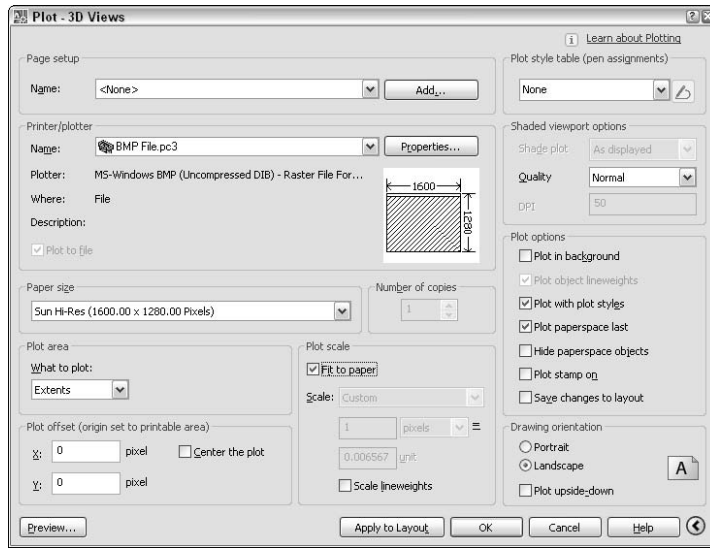 Plot - 3D Views
Learn about Plotting
Page setup
Name: <None> Add...
Plot style table (pen assignments)
None
Printer/plotter
Name: BMP File.pc3 Properties...
Plotter: MS-Windows BMP (Uncompressed DIB) - Raster File For...
Where: File
Description:
Plot to file
1600
1280
Shaded viewport options
Shade plot As displayed
Quality Normal
DPI 50
Paper size
Sun Hi-Res (1600.00 x 1280.00 Pixels)
Number of copies
1
Plot options
Plot in background
Plot object lineweights
Plot with plot styles
Plot paperspace last
Hide paperspace objects
Plot stamp on
Save changes to layout
Plot area
What to plot:
Extents
Plot scale
Fit to paper
Scale: Custom
1 pixels =
0.006567 unit
Scale lineweights
Plot offset (origin set to printable area)
X: 0 pixel Center the plot
Y: 0 pixel
Drawing orientation
Portrait
Landscape
Plot upside-down
A
Preview... Apply to Layout OK Cancel Help